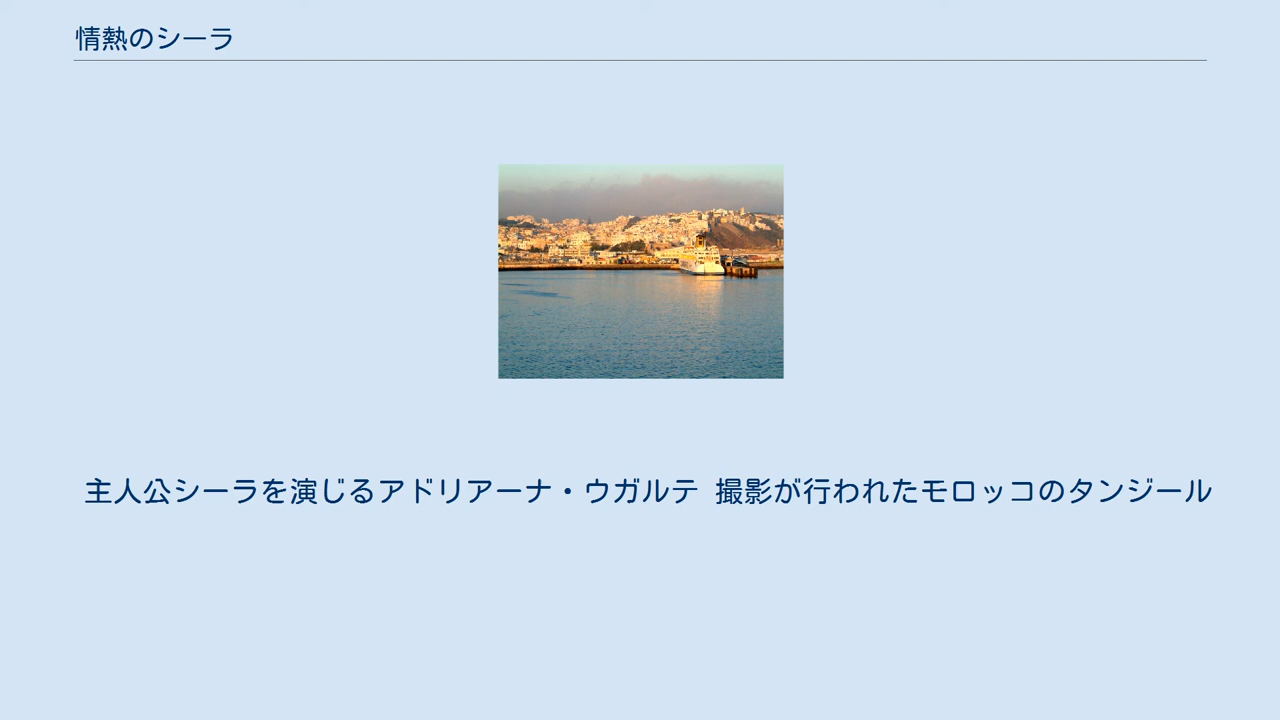 情熱のシーラ
主人公シーラを演じるアドリアーナ・ウガルテ 撮影が行われたモロッコのタンジール